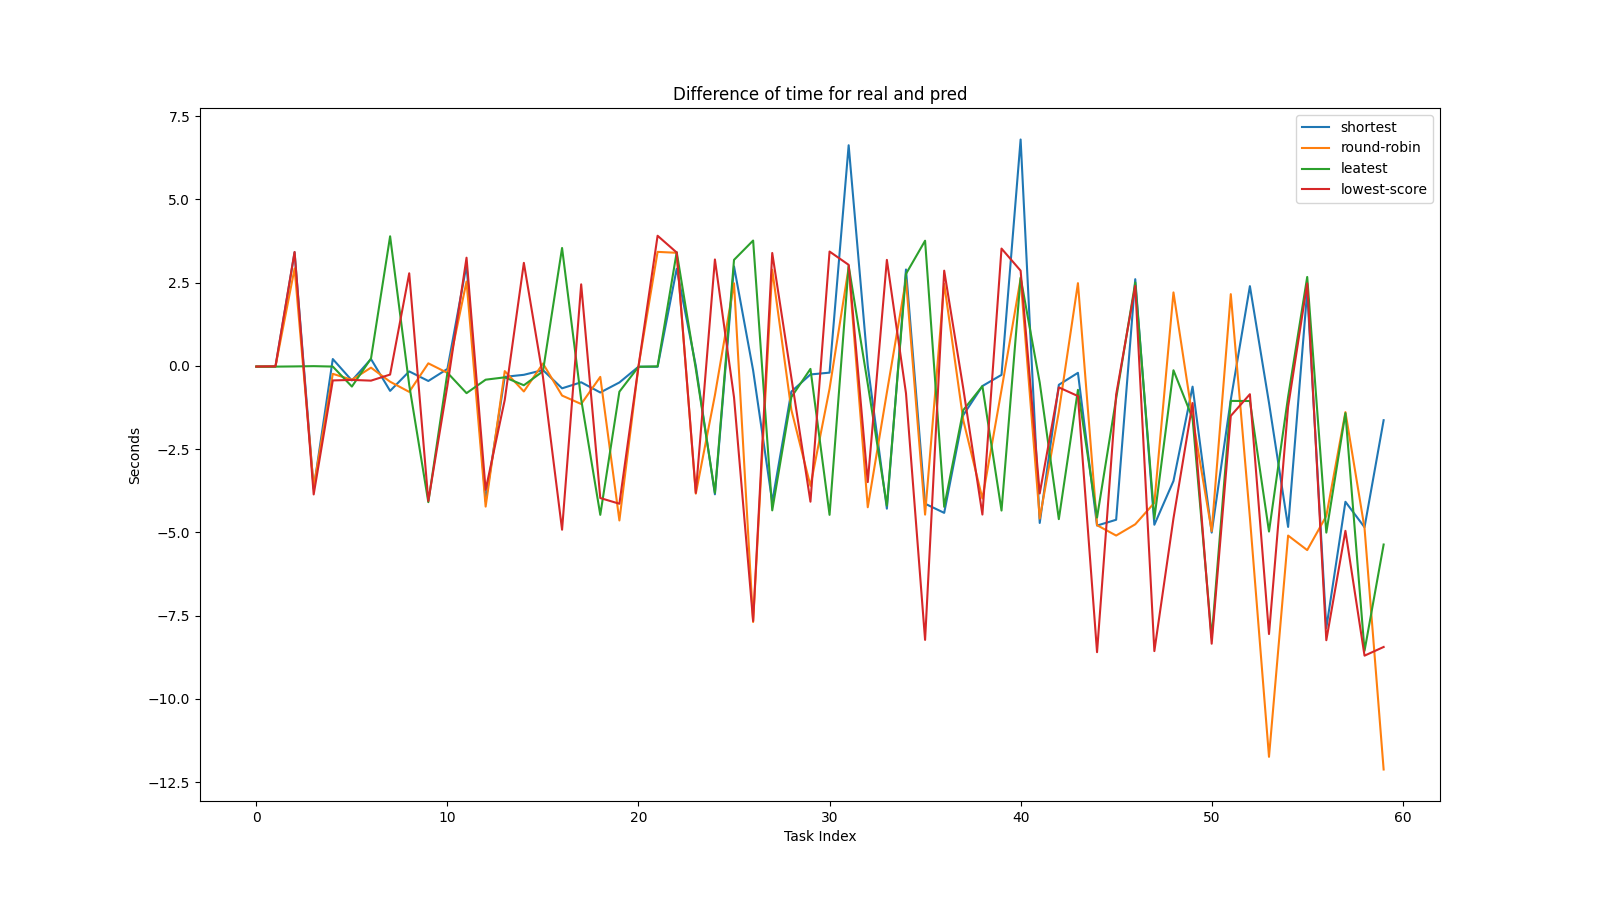 Difference of time for real and pred
7.5
5.0
2.5
0.0
−2.5
−5.0
−7.5
−10.0
−12.5
Seconds
shortest
round-robin
leatest
lowest-score
0 10 20 30 40 50 60
Task Index